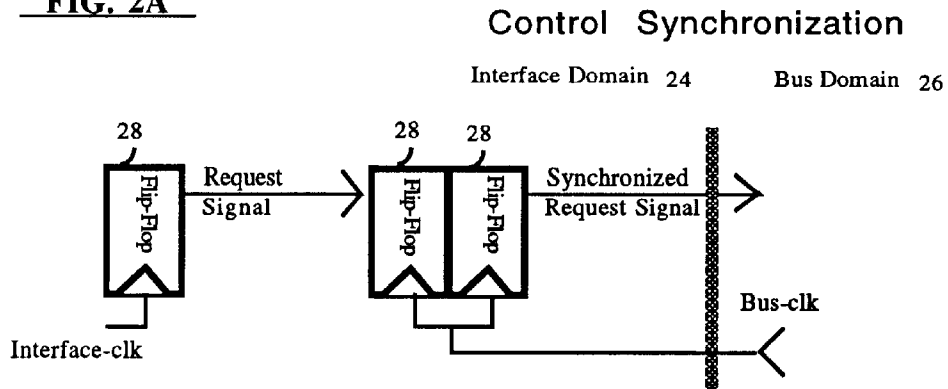 FIG. 2A
Control Synchronization
Interface Domain 24
Bus Domain 26
28
28
28
Flip-Flop
Request
Signal
Flip-Flop
Flip-Flop
Synchronized
Request Signal
Bus-clk
Interface-clk